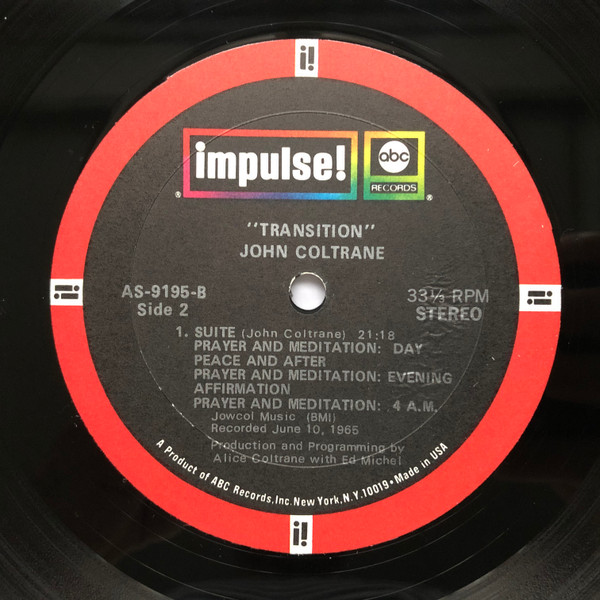 i!
impulse!
abc
RECORDS
®
®
"TRANSITION"
JOHN COLTRANE
AS-9195-B
Side 2
33⅓ RPM
STEREO
1. SUITE (John Coltrane) 21:18
PRAYER AND MEDITATION: DAY
PEACE AND AFTER
PRAYER AND MEDITATION: EVENING
AFFIRMATION
PRAYER AND MEDITATION: 4 A.M.
Jowcol Music (BMI)
Recorded June 10, 1965
Production and Programming by
Alice Coltrane with Ed Michel
A Product of ABC Records, Inc. New York, N.Y. 10019 • Made in USA
i!
i!
i!